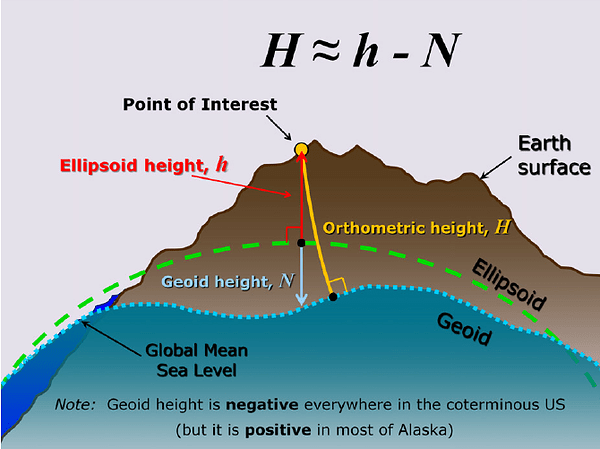 H ≈ h - N
Point of Interest
Earth
surface
Ellipsoid height, h
Orthometric height, H
Geoid height, N
Ellipsoid
Geoid
Global Mean
Sea Level
Note: Geoid height is negative everywhere in the coterminous US
(but it is positive in most of Alaska)